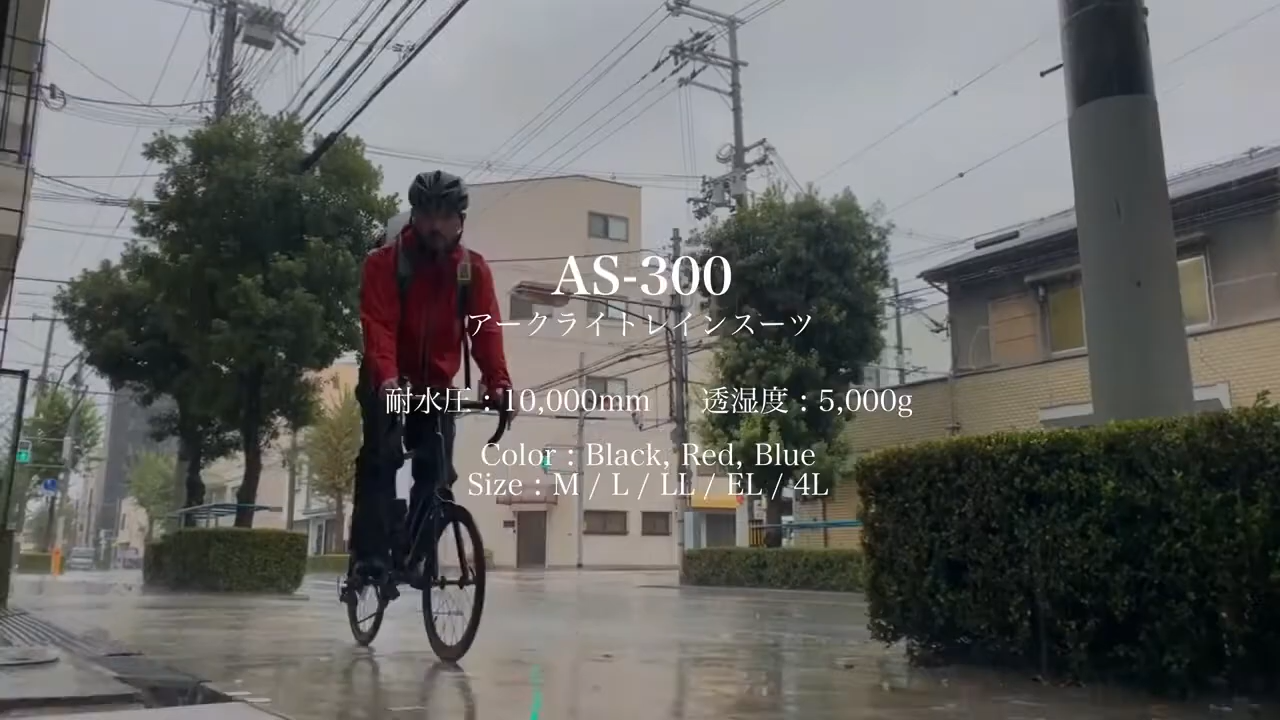 AS-300
アークライトレインスーツ
耐水圧：10,000mm　透湿度：5,000g
Color : Black, Red, Blue
Size : M / L / LL / EL / 4L